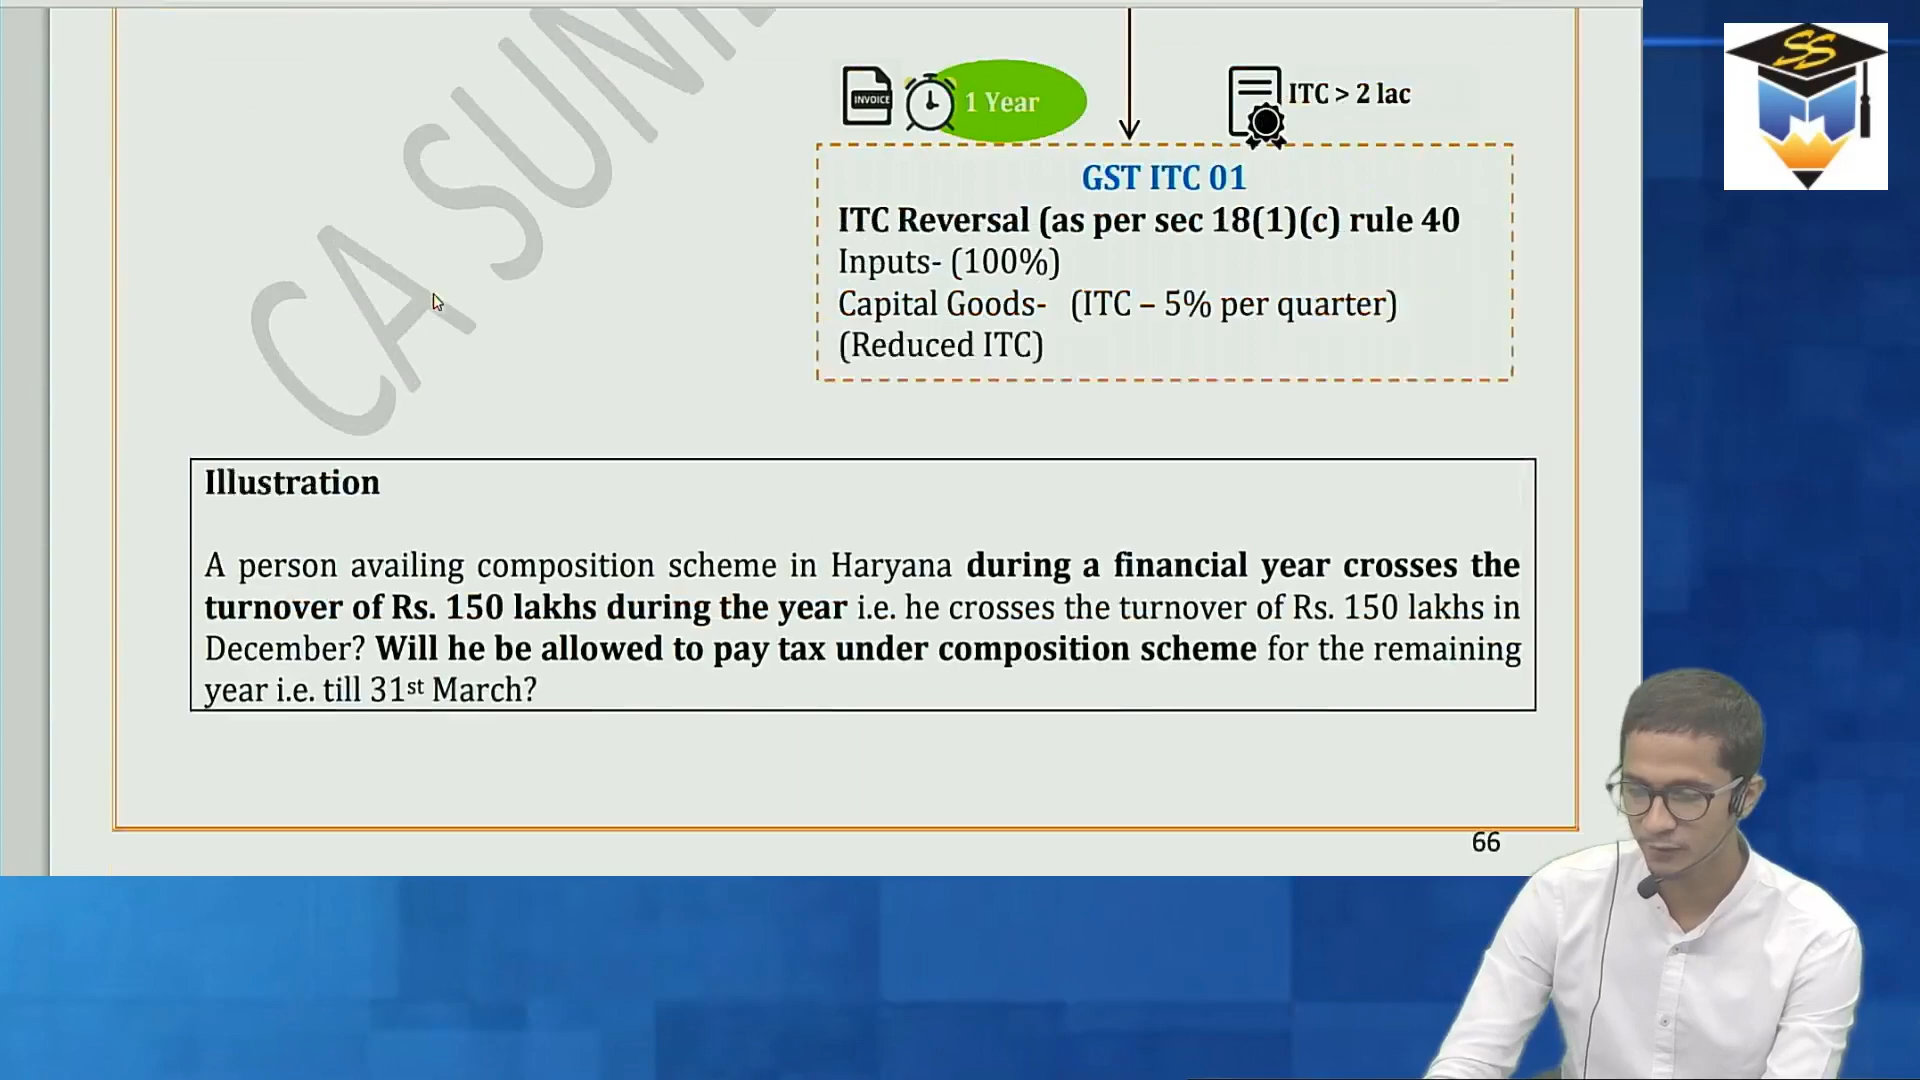 CA SUNI
INVOICE
1 Year
ITC > 2 lac
SS
GST ITC 01
ITC Reversal (as per sec 18(1)(c) rule 40
Inputs- (100%)
Capital Goods- (ITC – 5% per quarter)
(Reduced ITC)
Illustration
A person availing composition scheme in Haryana during a financial year crosses the
turnover of Rs. 150 lakhs during the year i.e. he crosses the turnover of Rs. 150 lakhs in
December? Will he be allowed to pay tax under composition scheme for the remaining
year i.e. till 31st March?
66